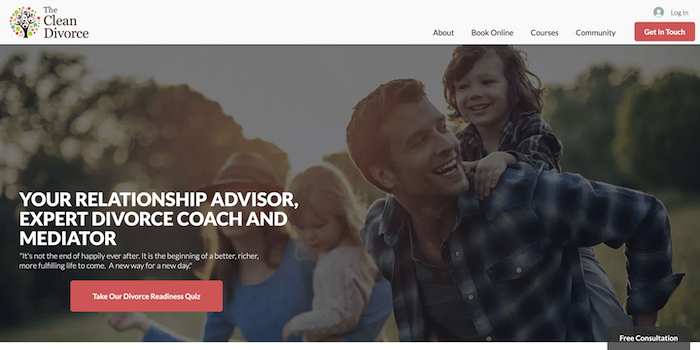 The
Clean
Divorce
Log In
About
Book Online
Courses
Community
Get In Touch
YOUR RELATIONSHIP ADVISOR,
EXPERT DIVORCE COACH AND
MEDIATOR
"It's not the end of happily ever after. It is the beginning of a better, richer,
more fulfilling life to come.  A new way for a new day."
Take Our Divorce Readiness Quiz
Free Consultation